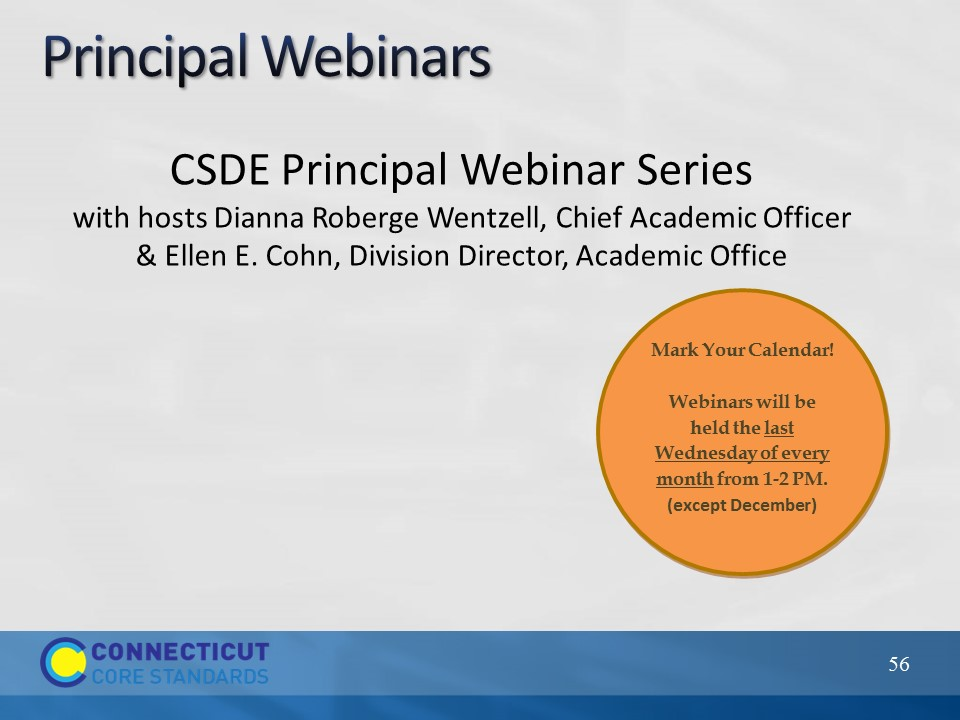 Principal Webinars
CSDE Principal Webinar Series
with hosts Dianna Roberge Wentzell, Chief Academic Officer
& Ellen E. Cohn, Division Director, Academic Office
Mark Your Calendar!
Webinars will be
held the last
Wednesday of every
month from 1-2 PM.
(except December)
CONNECTICUT
CORE STANDARDS
56